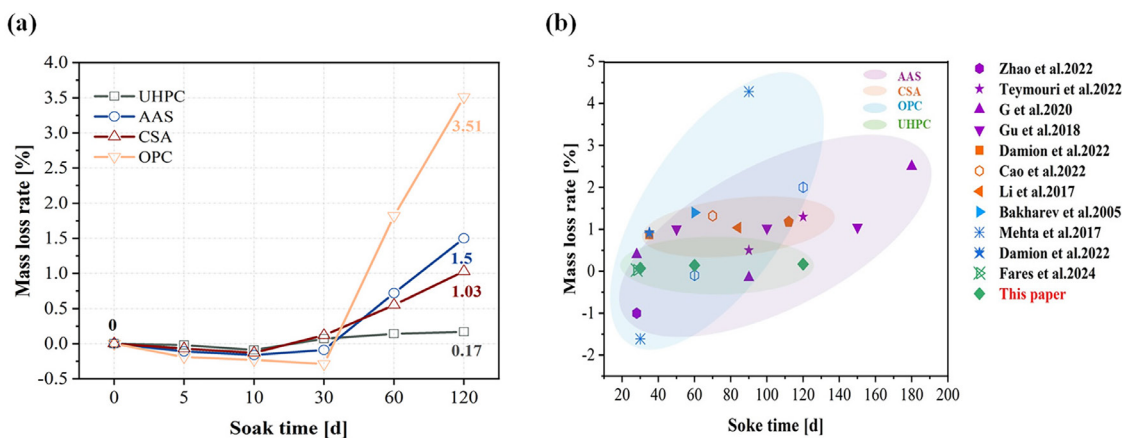 (a)
Mass loss rate [%]
4.0
3.5
3.0
2.5
2.0
1.5
1.0
0.5
0.0
-0.5
UHPC
AAS
CSA
OPC
0
3.51
1.5
1.03
0.17
0 5 10 30 60 120
Soak time [d]
(b)
Mass loss rate [%]
5
4
3
2
1
0
-1
-2
AAS
CSA
OPC
UHPC
20 40 60 80 100 120 140 160 180 200
Soke time [d]
Zhao et al.2022
Teymouri et al.2022
G et al.2020
Gu et al.2018
Damion et al.2022
Cao et al.2022
Li et al.2017
Bakharev et al.2005
Mehta et al.2017
Damion et al.2022
Fares et al.2024
This paper